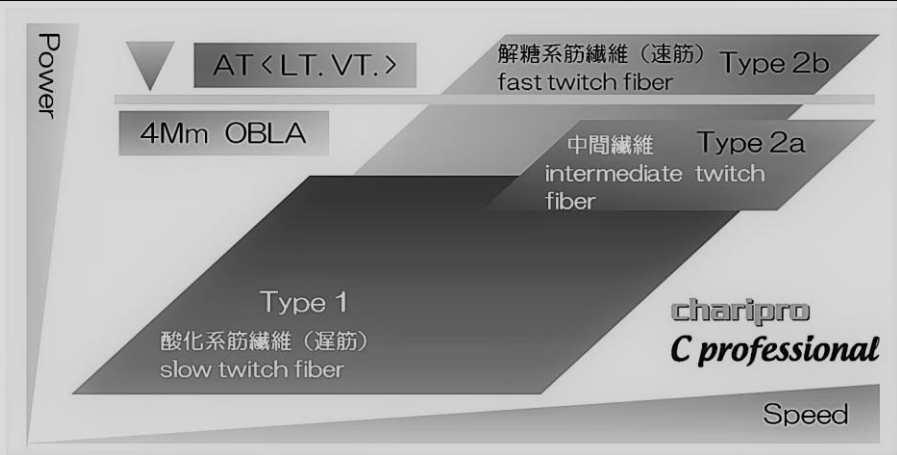 Power
AT<LT. VT.>
4Mm OBLA
解糖系筋繊維（速筋）
fast twitch fiber
Type 2b
中間繊維
Type 2a
intermediate twitch
fiber
Type 1
酸化系筋繊維（遅筋）
slow twitch fiber
charipro
C professional
Speed